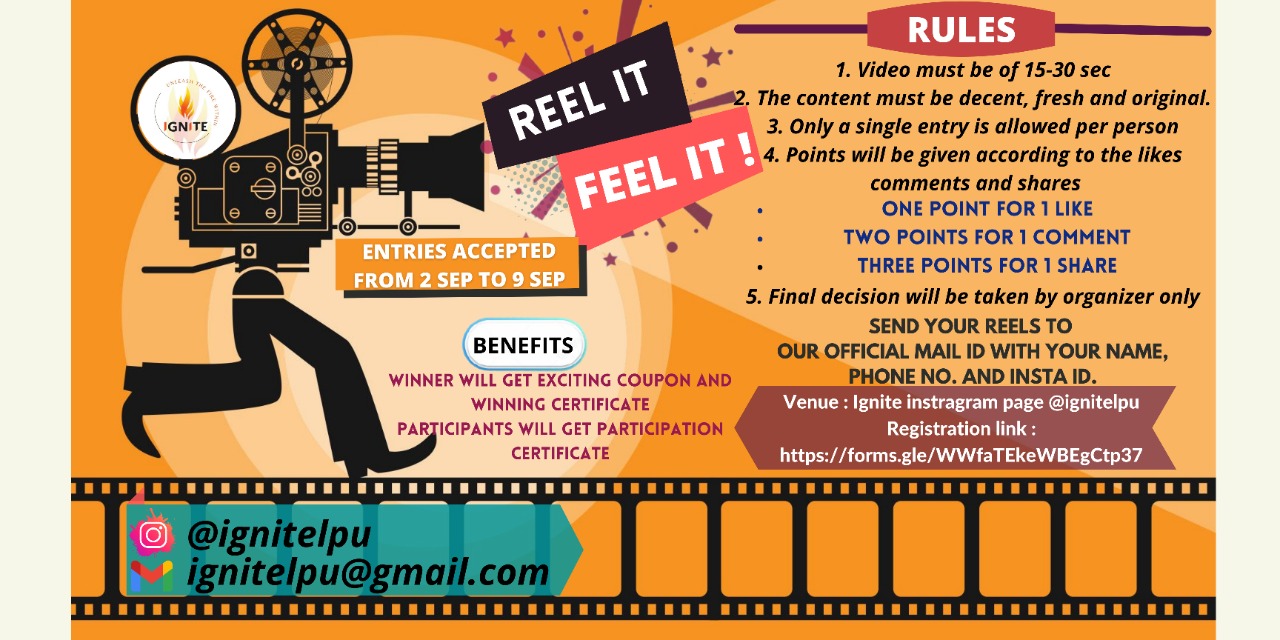 UNLEASH THE FIRE WITHIN
IGNITE
REEL IT
FEEL IT !
ENTRIES ACCEPTED
FROM 2 SEP TO 9 SEP
BENEFITS
WINNER WILL GET EXCITING COUPON AND
WINNING CERTIFICATE
PARTICIPANTS WILL GET PARTICIPATION
CERTIFICATE
RULES
1. Video must be of 15-30 sec
2. The content must be decent, fresh and original.
3. Only a single entry is allowed per person
4. Points will be given according to the likes
comments and shares
• ONE POINT FOR 1 LIKE
• TWO POINTS FOR 1 COMMENT
• THREE POINTS FOR 1 SHARE
5. Final decision will be taken by organizer only
SEND YOUR REELS TO
OUR OFFICIAL MAIL ID WITH YOUR NAME,
PHONE NO. AND INSTA ID.
Venue : Ignite instragram page @ignitelpu
Registration link :
https://forms.gle/WWfaTEkeWBEgCtp37
@ignitelpu
ignitelpu@gmail.com